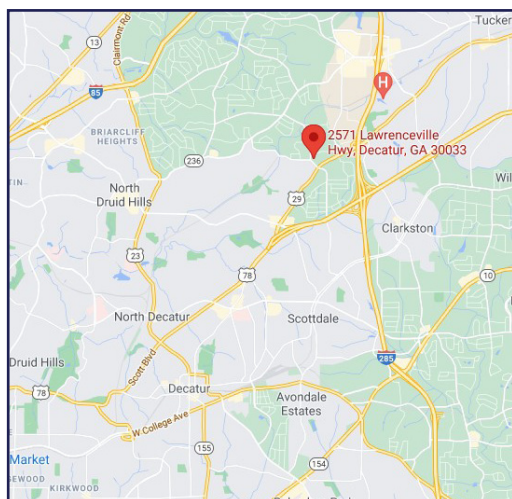 Tucker
13
Clairmont Rd
85
H
BRIARCLIFF
HEIGHTS
2571 Lawrenceville
Hwy, Decatur, GA 30033
236
North
Druid Hills
29
Clarkston
23
78
10
North Decatur
Scottdale
Druid Hills
Scott Blvd
285
78
Decatur
Avondale
Estates
W College Ave
155
Market
154
KIRKWOOD